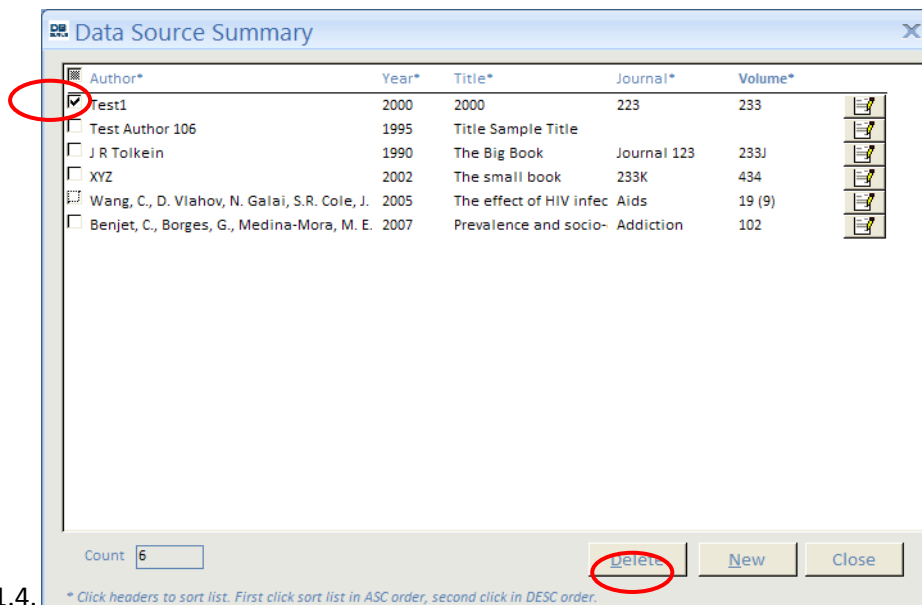 Data Source Summary
Author* Year* Title* Journal* Volume*
Test1 2000 2000 223 233
Test Author 106 1995 Title Sample Title
J R Tolkein 1990 The Big Book Journal 123 233J
XYZ 2002 The small book 233K 434
Wang, C., D. Vlahov, N. Galai, S.R. Cole, J. 2005 The effect of HIV infec Aids 19 (9)
Benjet, C., Borges, G., Medina-Mora, M. E. 2007 Prevalence and socio- Addiction 102
Count 6 Delete New Close
1.4. * Click headers to sort list. First click sort list in ASC order, second click in DESC order.